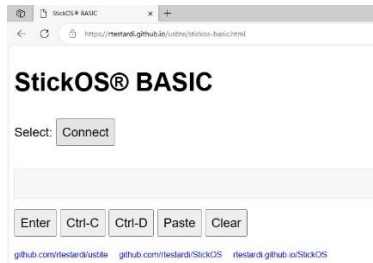 StickOS® BASIC
https://rtestardi.github.io/usbte/stickos-basic.html
StickOS® BASIC
Select: Connect
Enter Ctrl-C Ctrl-D Paste Clear
github.com/rtestardi/usbte github.com/rtestardi/StickOS rtestardi.github.io/StickOS